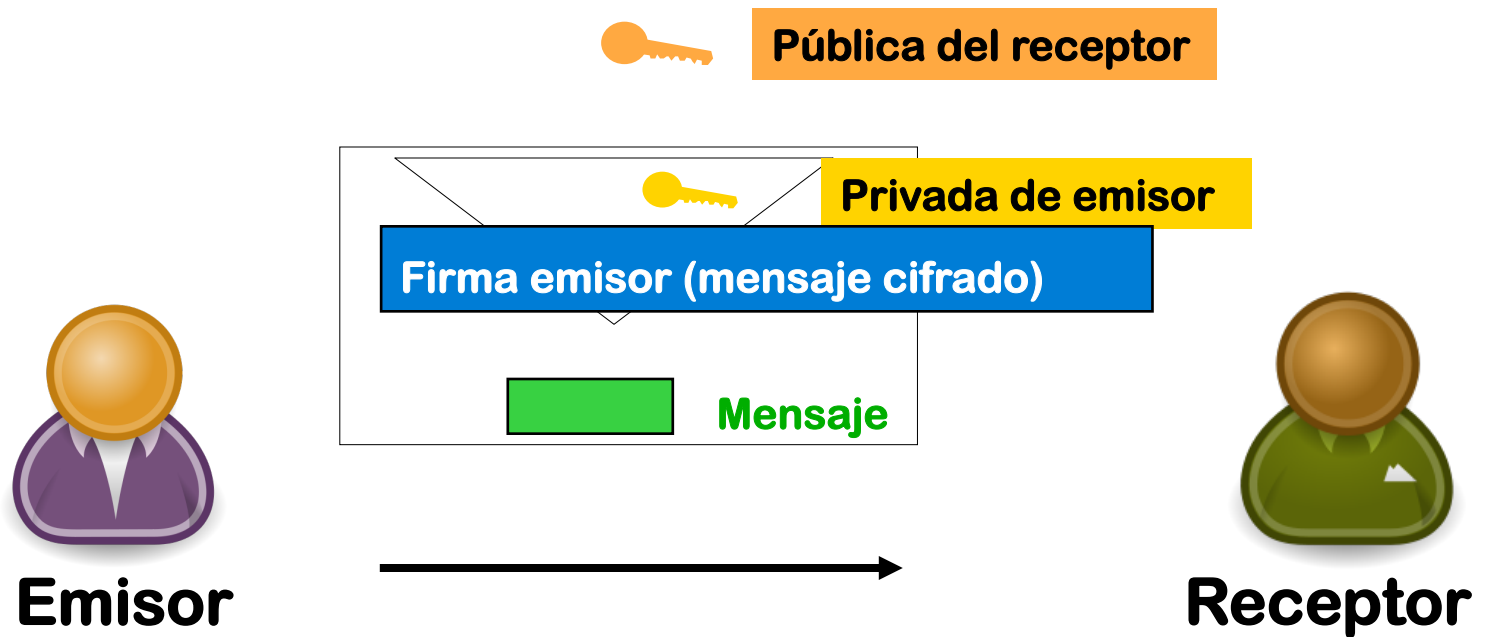 Pública del receptor
Privada de emisor
Firma emisor (mensaje cifrado)
Mensaje
Emisor
Receptor